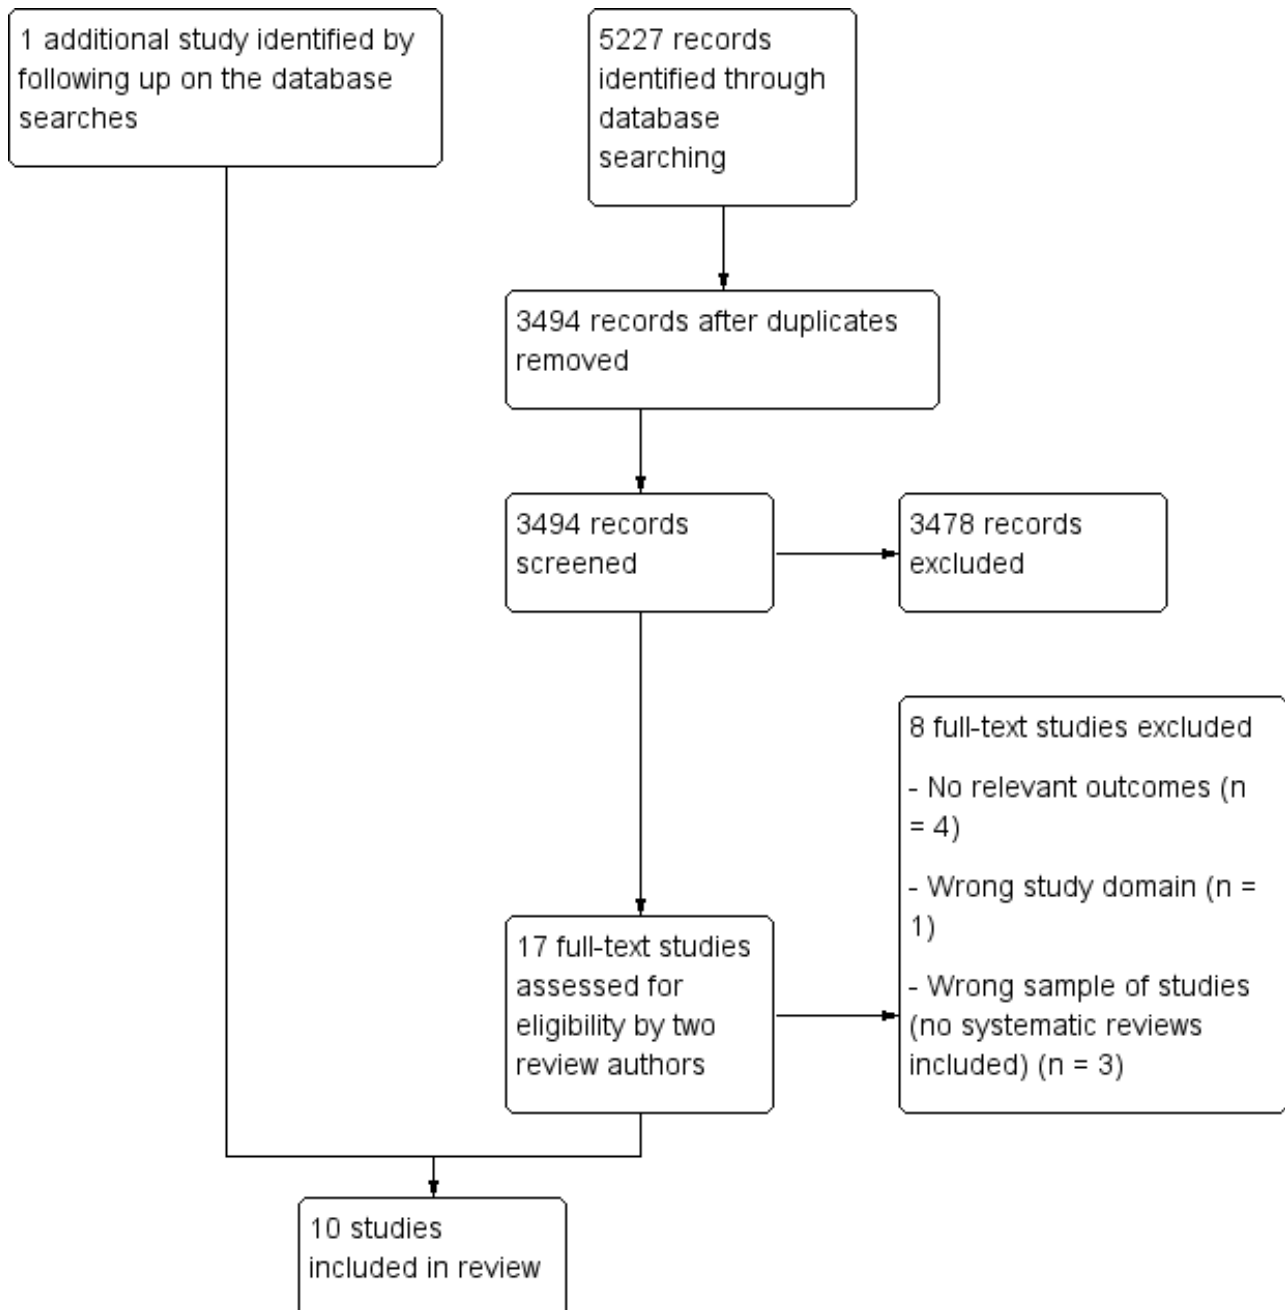 1 additional study identified by
following up on the database
searches
5227 records
identified through
database
searching
3494 records after duplicates
removed
3494 records
screened
3478 records
excluded
8 full-text studies excluded
- No relevant outcomes (n
= 4)
- Wrong study domain (n =
1)
- Wrong sample of studies
(no systematic reviews
included) (n = 3)
17 full-text studies
assessed for
eligibility by two
review authors
10 studies
included in review